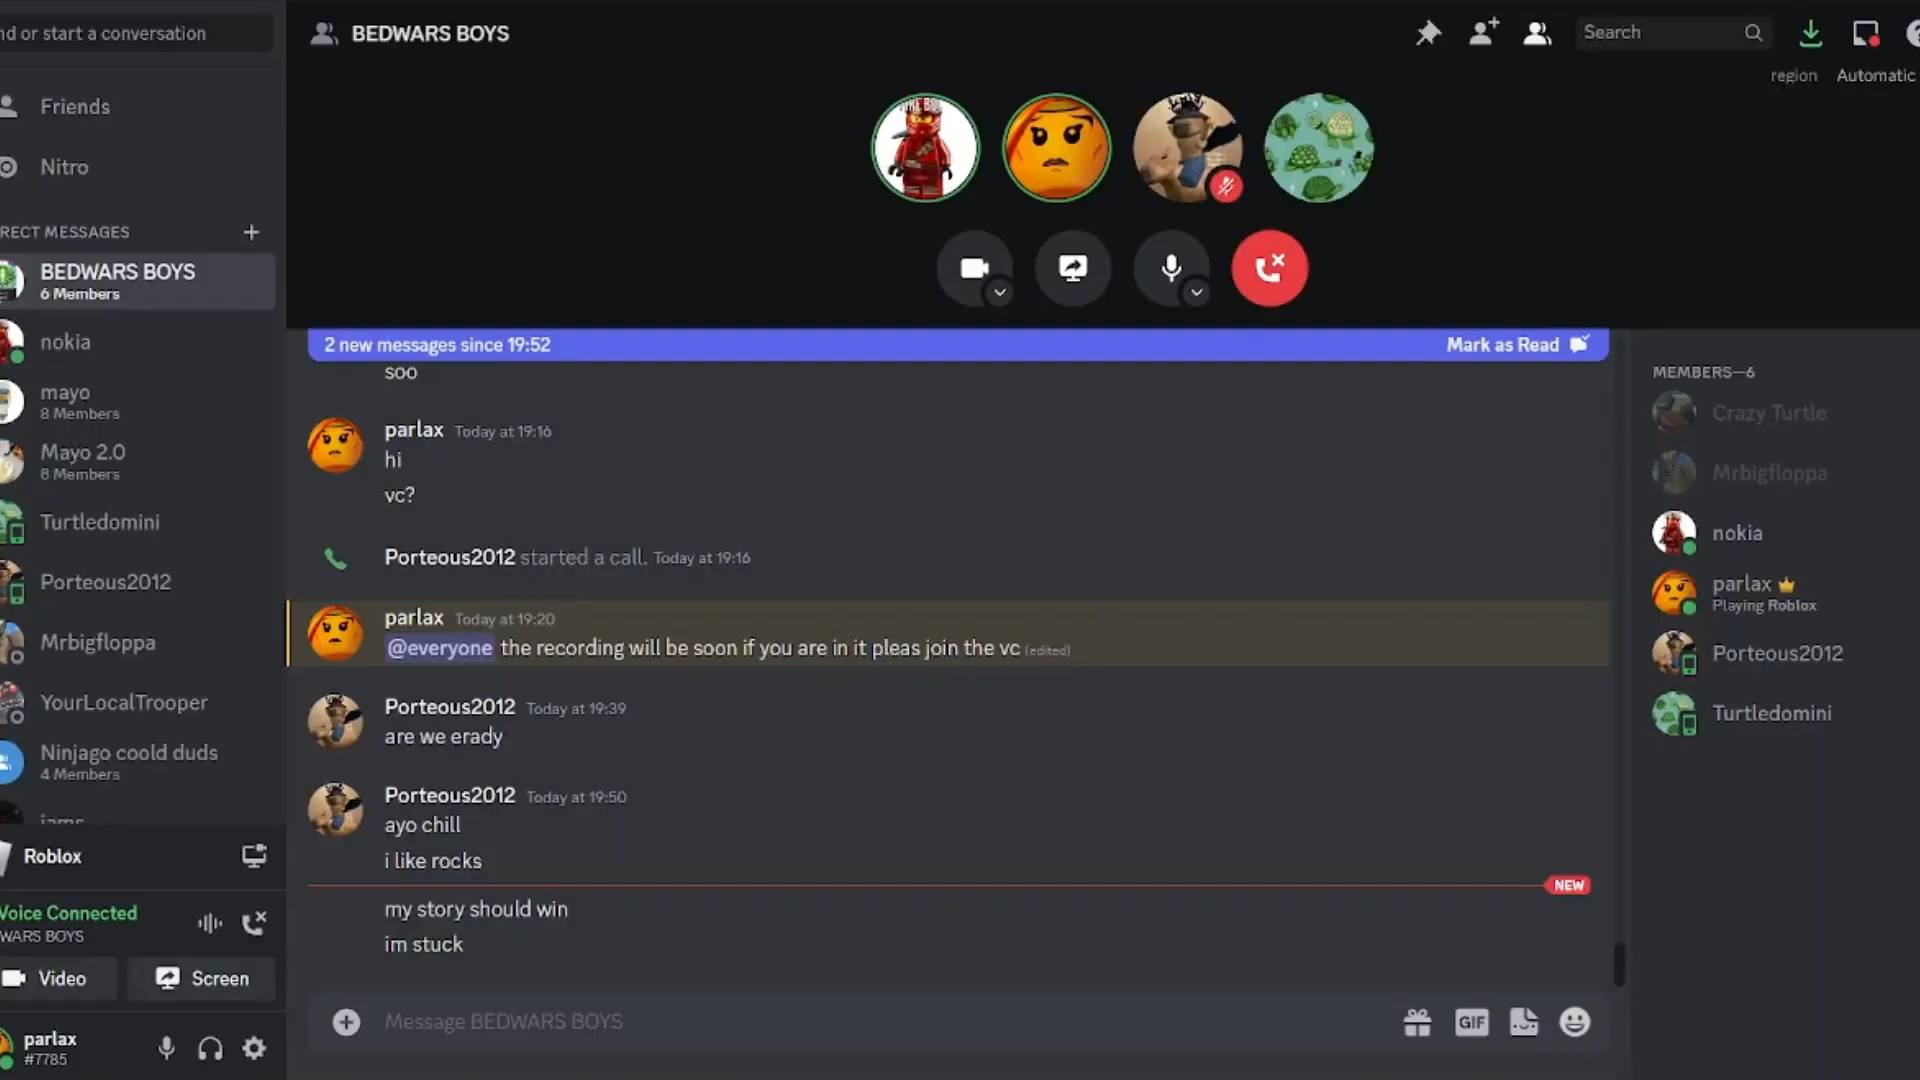 nd or start a conversation
Friends
Nitro
RECT MESSAGES
BEDWARS BOYS
6 Members
nokia
mayo
8 Members
Mayo 2.0
8 Members
Turtledomini
Porteous2012
Mrbigfloppa
YourLocalTrooper
Ninjago coold duds
4 Members
Roblox
Voice Connected
WARS BOYS
Video
Screen
parlax
#7785
BEDWARS BOYS
Search
region Automatic
2 new messages since 19:52
Mark as Read
soo
parlax Today at 19:16
hi
vc?
Porteous2012 started a call. Today at 19:16
parlax Today at 19:20
@everyone the recording will be soon if you are in it pleas join the vc (edited)
Porteous2012 Today at 19:39
are we erady
Porteous2012 Today at 19:50
ayo chill
i like rocks
NEW
my story should win
im stuck
Message BEDWARS BOYS
GIF
MEMBERS—6
Crazy Turtle
Mrbigfloppa
nokia
parlax
Playing Roblox
Porteous2012
Turtledomini